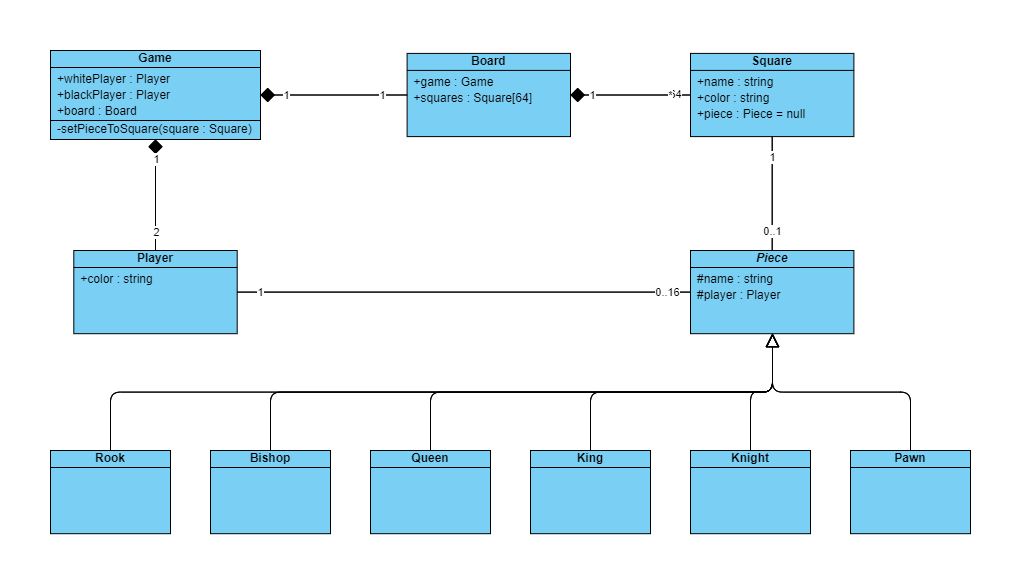 Game
+whitePlayer : Player
+blackPlayer : Player
+board : Board
-setPieceToSquare(square : Square)
1
1
Board
+game : Game
+squares : Square[64]
1
Square
+name : string
+color : string
+piece : Piece = null
1
2
1
0..1
Player
+color : string
1
0..16
Piece
#name : string
#player : Player
Rook
Bishop
Queen
King
Knight
Pawn